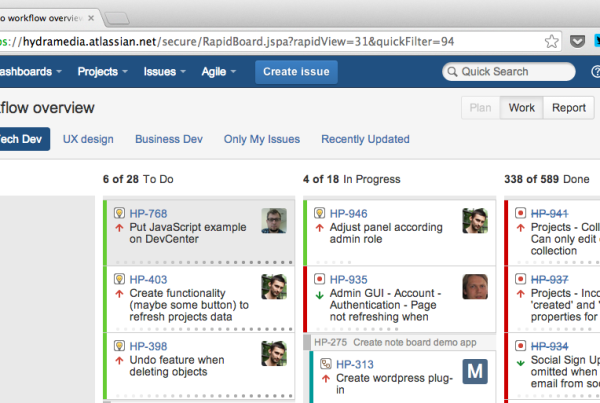 o workflow overview
ps://hydramedia.atlassian.net/secure/RapidBoard.jspa?rapidView=31&quickFilter=94
ashboards Projects Issues Agile Create issue Quick Search ?
kflow overview Plan Work Report
ech Dev UX design Business Dev Only My Issues Recently Updated
6 of 28 To Do 4 of 18 In Progress 338 of 589 Done
HP-768
Put JavaScript example
on DevCenter
HP-403
Create functionality
(maybe some button) to
refresh projects data
HP-398
Undo feature when
deleting objects
HP-946
Adjust panel according
admin role
HP-935
Admin GUI - Account -
Authentication - Page
not refreshing when
HP-275 Create note board demo app
HP-313
Create wordpress plug-
in
M
HP-941
Projects - Coll
Can only edit
collection
HP-937
Projects - Inco
'created' and '
properties for
HP-934
Social Sign Up
omitted when
email from soc